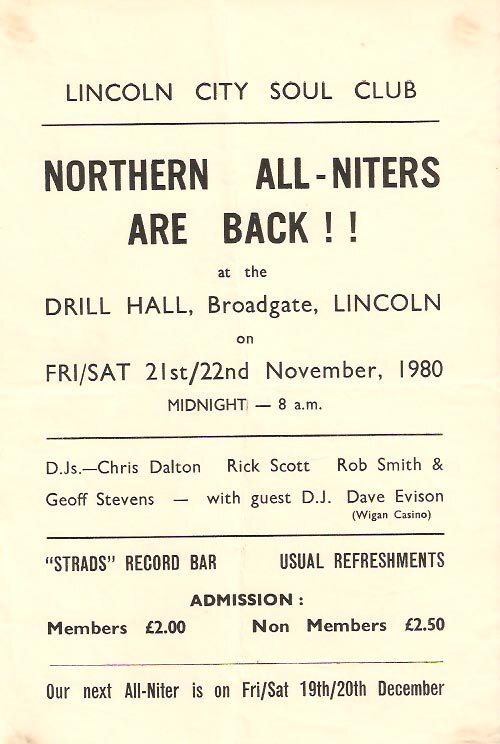 LINCOLN CITY SOUL CLUB
NORTHERN ALL-NITERS
ARE BACK ! !
at the
DRILL HALL, Broadgate, LINCOLN
on
FRI/SAT 21st/22nd November, 1980
MIDNIGHT — 8 a.m.
D.Js.—Chris Dalton Rick Scott Rob Smith &
Geoff Stevens — with guest D.J. Dave Evison
(Wigan Casino)
"STRADS" RECORD BAR USUAL REFRESHMENTS
ADMISSION :
Members £2.00 Non Members £2.50
Our next All-Niter is on Fri/Sat 19th/20th December